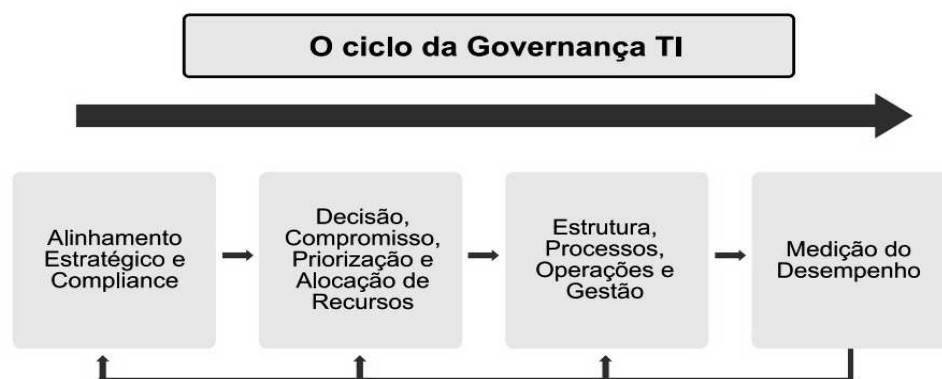 O ciclo da Governança TI
Alinhamento
Estratégico e
Compliance
Decisão,
Compromisso,
Priorização e
Alocação de
Recursos
Estrutura,
Processos,
Operações e
Gestão
Medição do
Desempenho